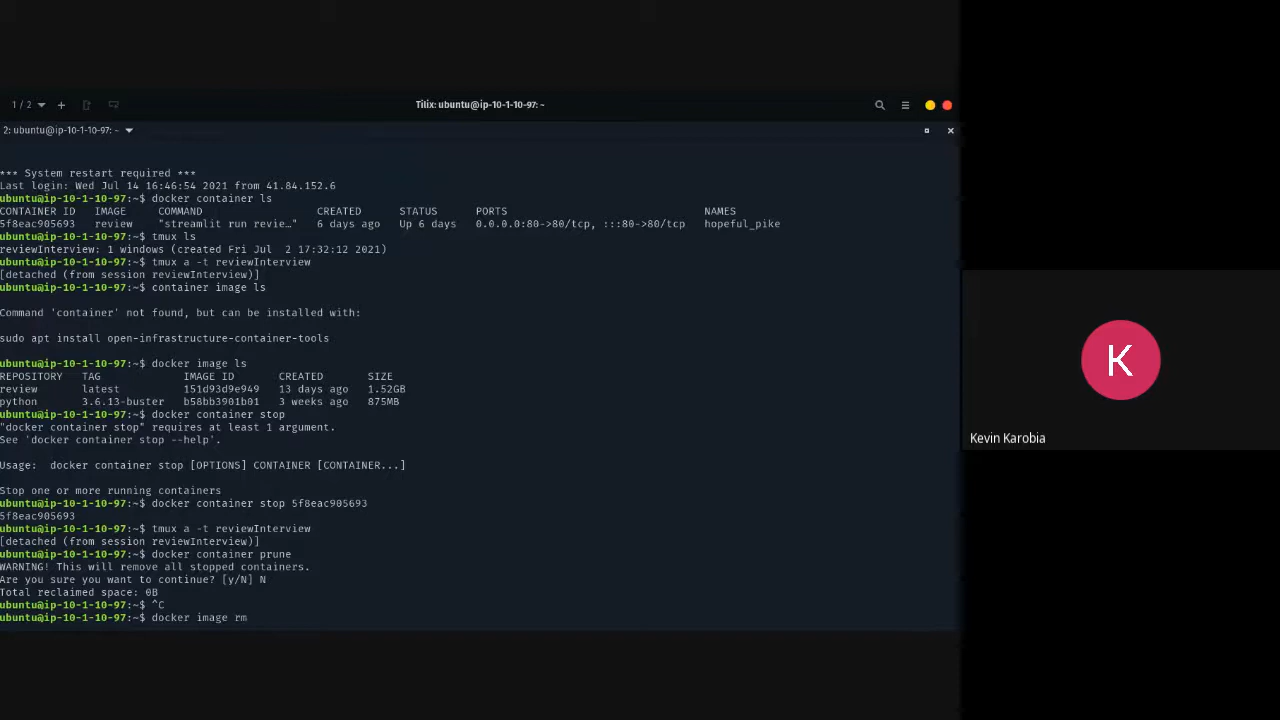 1 / 2
Tilix: ubuntu@ip-10-1-10-97: ~
2: ubuntu@ip-10-1-10-97: ~
*** System restart required ***
Last login: Wed Jul 14 16:46:54 2021 from 41.84.152.6
ubuntu@ip-10-1-10-97:~$ docker container ls
CONTAINER ID   IMAGE     COMMAND                  CREATED      STATUS      PORTS                               NAMES
5f8eac905693   review    "streamlit run revie…"   6 days ago   Up 6 days   0.0.0.0:80->80/tcp, :::80->80/tcp   hopeful_pike
ubuntu@ip-10-1-10-97:~$ tmux ls
reviewInterview: 1 windows (created Fri Jul  2 17:32:12 2021)
ubuntu@ip-10-1-10-97:~$ tmux a -t reviewInterview
[detached (from session reviewInterview)]
ubuntu@ip-10-1-10-97:~$ container image ls
Command 'container' not found, but can be installed with:
sudo apt install open-infrastructure-container-tools
ubuntu@ip-10-1-10-97:~$ docker image ls
REPOSITORY   TAG             IMAGE ID       CREATED       SIZE
review       latest          151d93d9e949   13 days ago   1.52GB
python       3.6.13-buster   b58bb3901b01   3 weeks ago   875MB
ubuntu@ip-10-1-10-97:~$ docker container stop
"docker container stop" requires at least 1 argument.
See 'docker container stop --help'.
Usage:  docker container stop [OPTIONS] CONTAINER [CONTAINER...]
Stop one or more running containers
ubuntu@ip-10-1-10-97:~$ docker container stop 5f8eac905693
5f8eac905693
ubuntu@ip-10-1-10-97:~$ tmux a -t reviewInterview
[detached (from session reviewInterview)]
ubuntu@ip-10-1-10-97:~$ docker container prune
WARNING! This will remove all stopped containers.
Are you sure you want to continue? [y/N] N
Total reclaimed space: 0B
ubuntu@ip-10-1-10-97:~$ ^C
ubuntu@ip-10-1-10-97:~$ docker image rm
K
Kevin Karobia